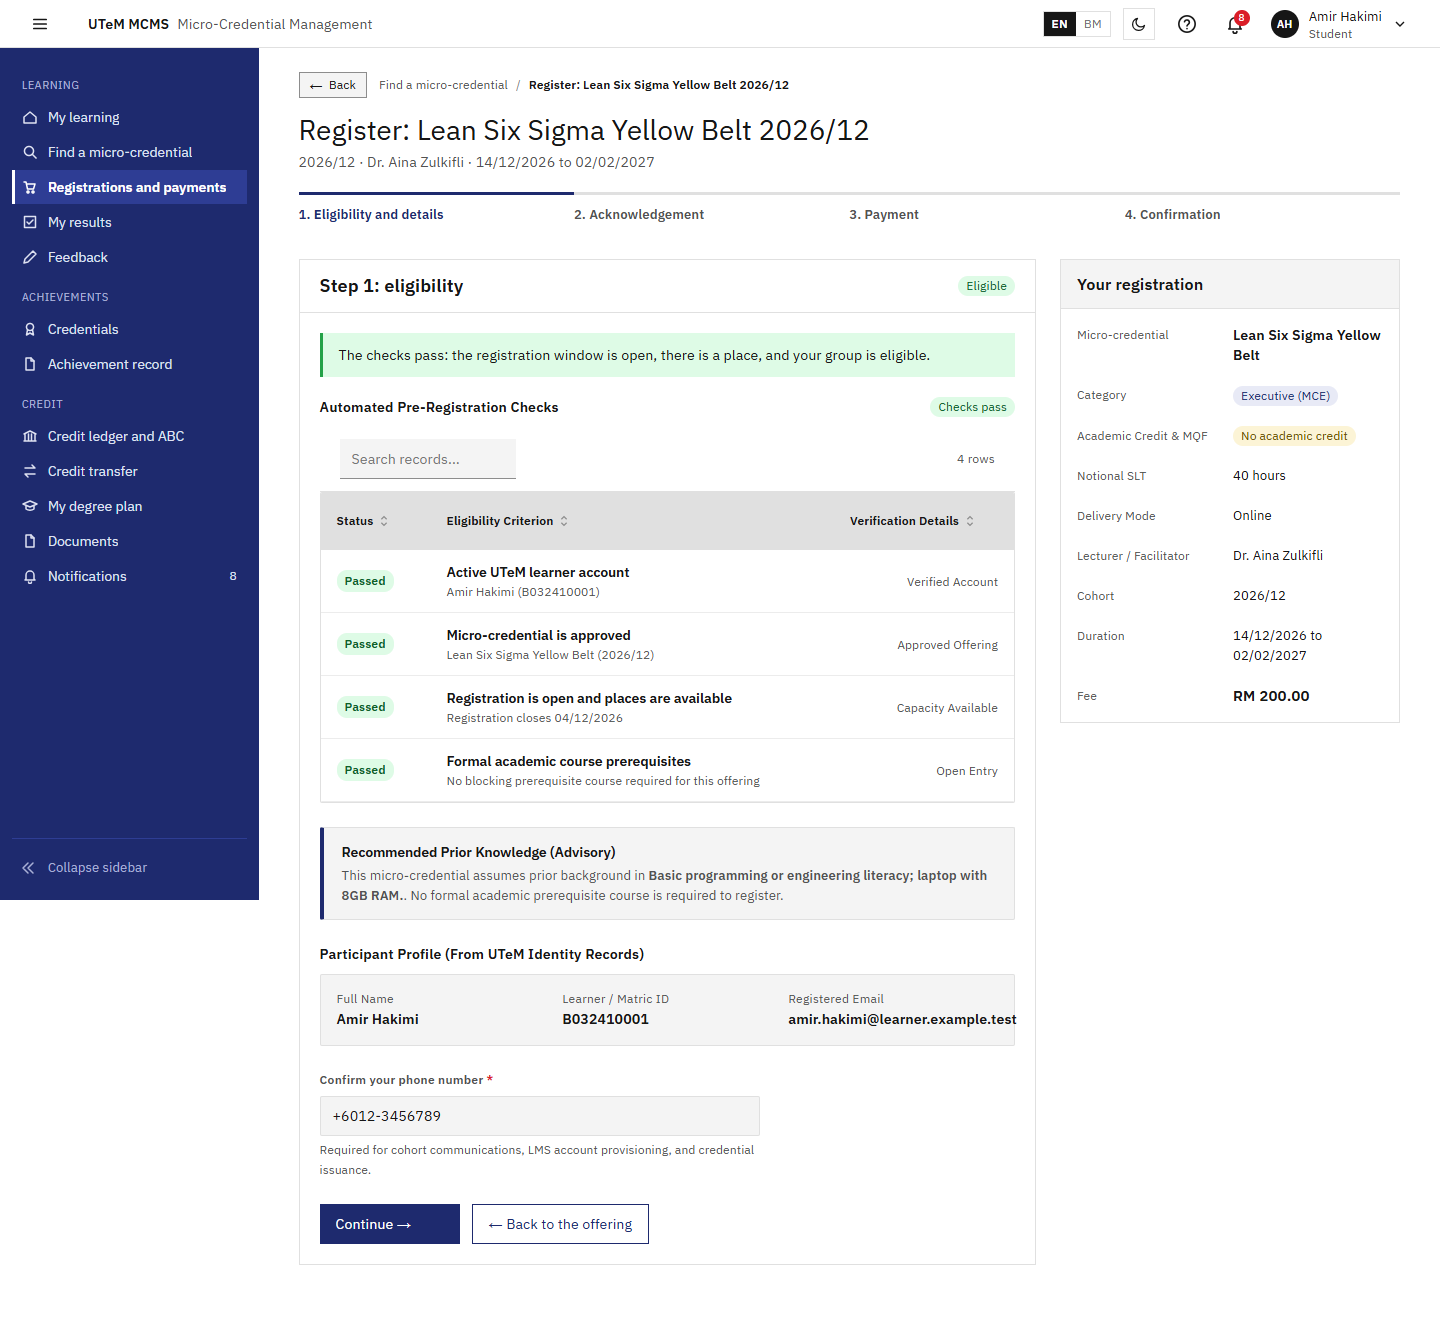 UTeM MCMS Micro-Credential Management
EN BM
8
AH
Amir Hakimi
Student
LEARNING
My learning
Find a micro-credential
Registrations and payments
My results
Feedback
ACHIEVEMENTS
Credentials
Achievement record
CREDIT
Credit ledger and ABC
Credit transfer
My degree plan
Documents
Notifications 8
Collapse sidebar
← Back Find a micro-credential / Register: Lean Six Sigma Yellow Belt 2026/12
Register: Lean Six Sigma Yellow Belt 2026/12
2026/12 · Dr. Aina Zulkifli · 14/12/2026 to 02/02/2027
1. Eligibility and details 2. Acknowledgement 3. Payment 4. Confirmation
Step 1: eligibility Eligible
The checks pass: the registration window is open, there is a place, and your group is eligible.
Automated Pre-Registration Checks Checks pass
Search records... 4 rows
Status Eligibility Criterion Verification Details
Passed Active UTeM learner account Verified Account
Amir Hakimi (B032410001)
Passed Micro-credential is approved Approved Offering
Lean Six Sigma Yellow Belt (2026/12)
Passed Registration is open and places are available Capacity Available
Registration closes 04/12/2026
Passed Formal academic course prerequisites Open Entry
No blocking prerequisite course required for this offering
Recommended Prior Knowledge (Advisory)
This micro-credential assumes prior background in Basic programming or engineering literacy; laptop with
8GB RAM.. No formal academic prerequisite course is required to register.
Participant Profile (From UTeM Identity Records)
Full Name Learner / Matric ID Registered Email
Amir Hakimi B032410001 amir.hakimi@learner.example.test
Confirm your phone number *
+6012-3456789
Required for cohort communications, LMS account provisioning, and credential
issuance.
Continue → ← Back to the offering
Your registration
Micro-credential Lean Six Sigma Yellow
Belt
Category Executive (MCE)
Academic Credit & MQF No academic credit
Notional SLT 40 hours
Delivery Mode Online
Lecturer / Facilitator Dr. Aina Zulkifli
Cohort 2026/12
Duration 14/12/2026 to
02/02/2027
Fee RM 200.00